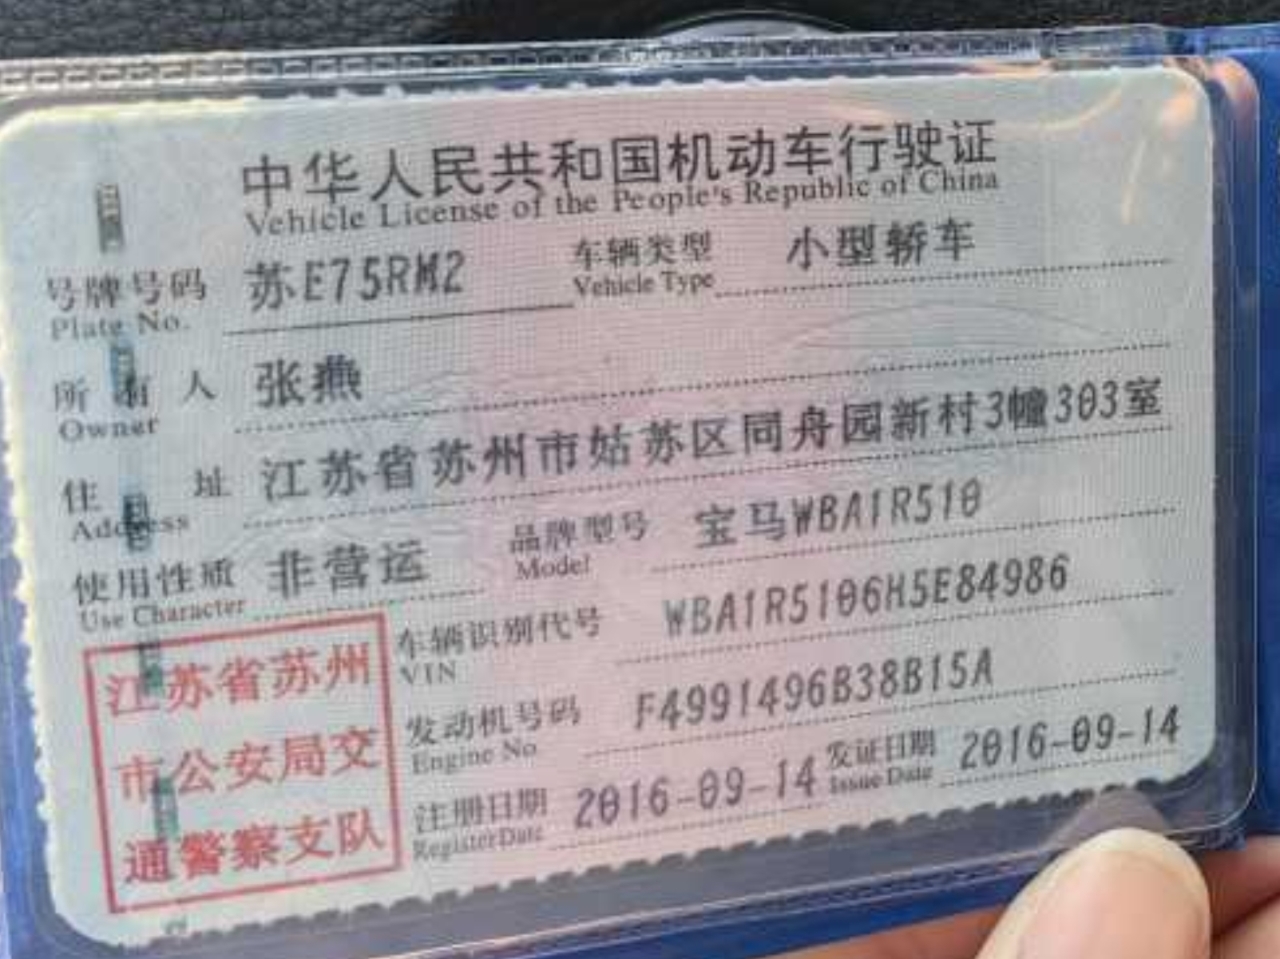 中华人民共和国机动车行驶证
Vehicle License of the People's Republic of China
号牌号码 苏E75RM2 车辆类型 小型轿车
Plate No. Vehicle Type
所有人 张燕
Owner
住址 江苏省苏州市姑苏区同舟园新村3幢303室
Address
使用性质 非营运 品牌型号 宝马WBA1R510
Use Character Model
车辆识别代号 WBA1R5106H5E84986
VIN
发动机号码 F4991496B38B15A
Engine No
注册日期 2016-09-14 发证日期 2016-09-14
Register Date Issue Date
江苏省苏州
市公安局交
通警察支队